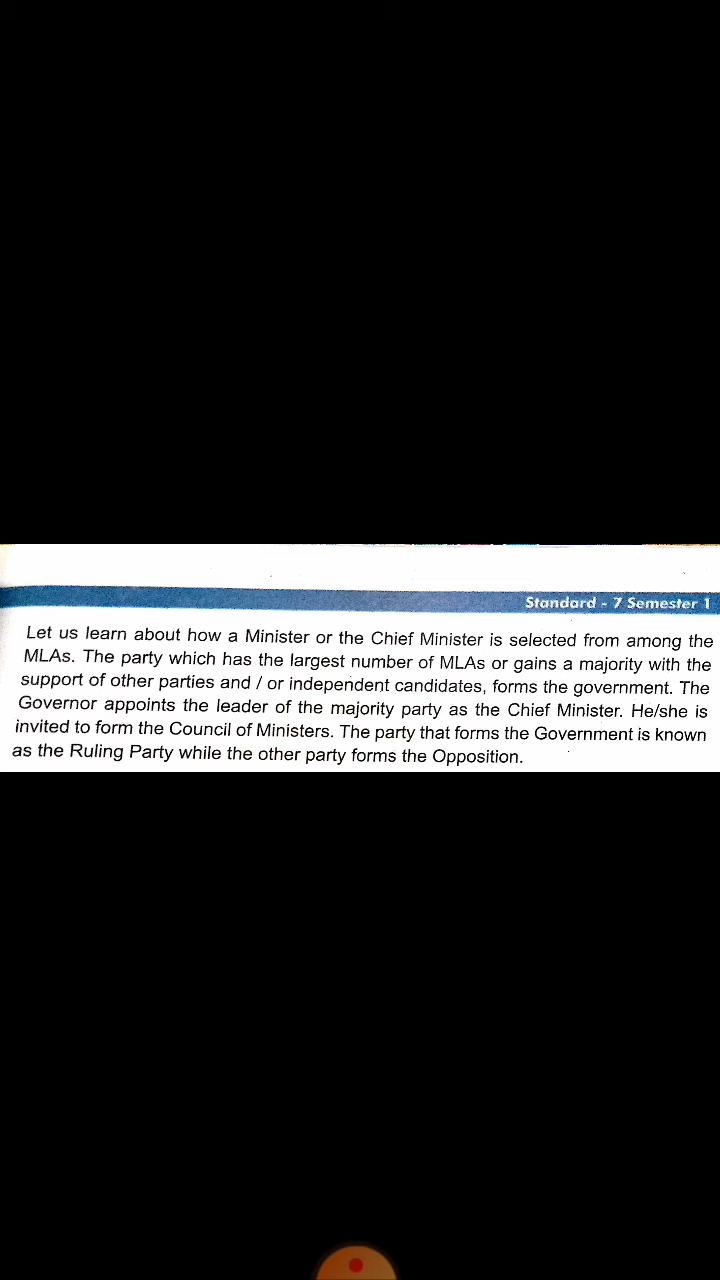 Standard - 7 Semester 1
Let us learn about how a Minister or the Chief Minister is selected from among the
MLAs. The party which has the largest number of MLAs or gains a majority with the
support of other parties and / or independent candidates, forms the government. The
Governor appoints the leader of the majority party as the Chief Minister. He/she is
invited to form the Council of Ministers. The party that forms the Government is known
as the Ruling Party while the other party forms the Opposition.